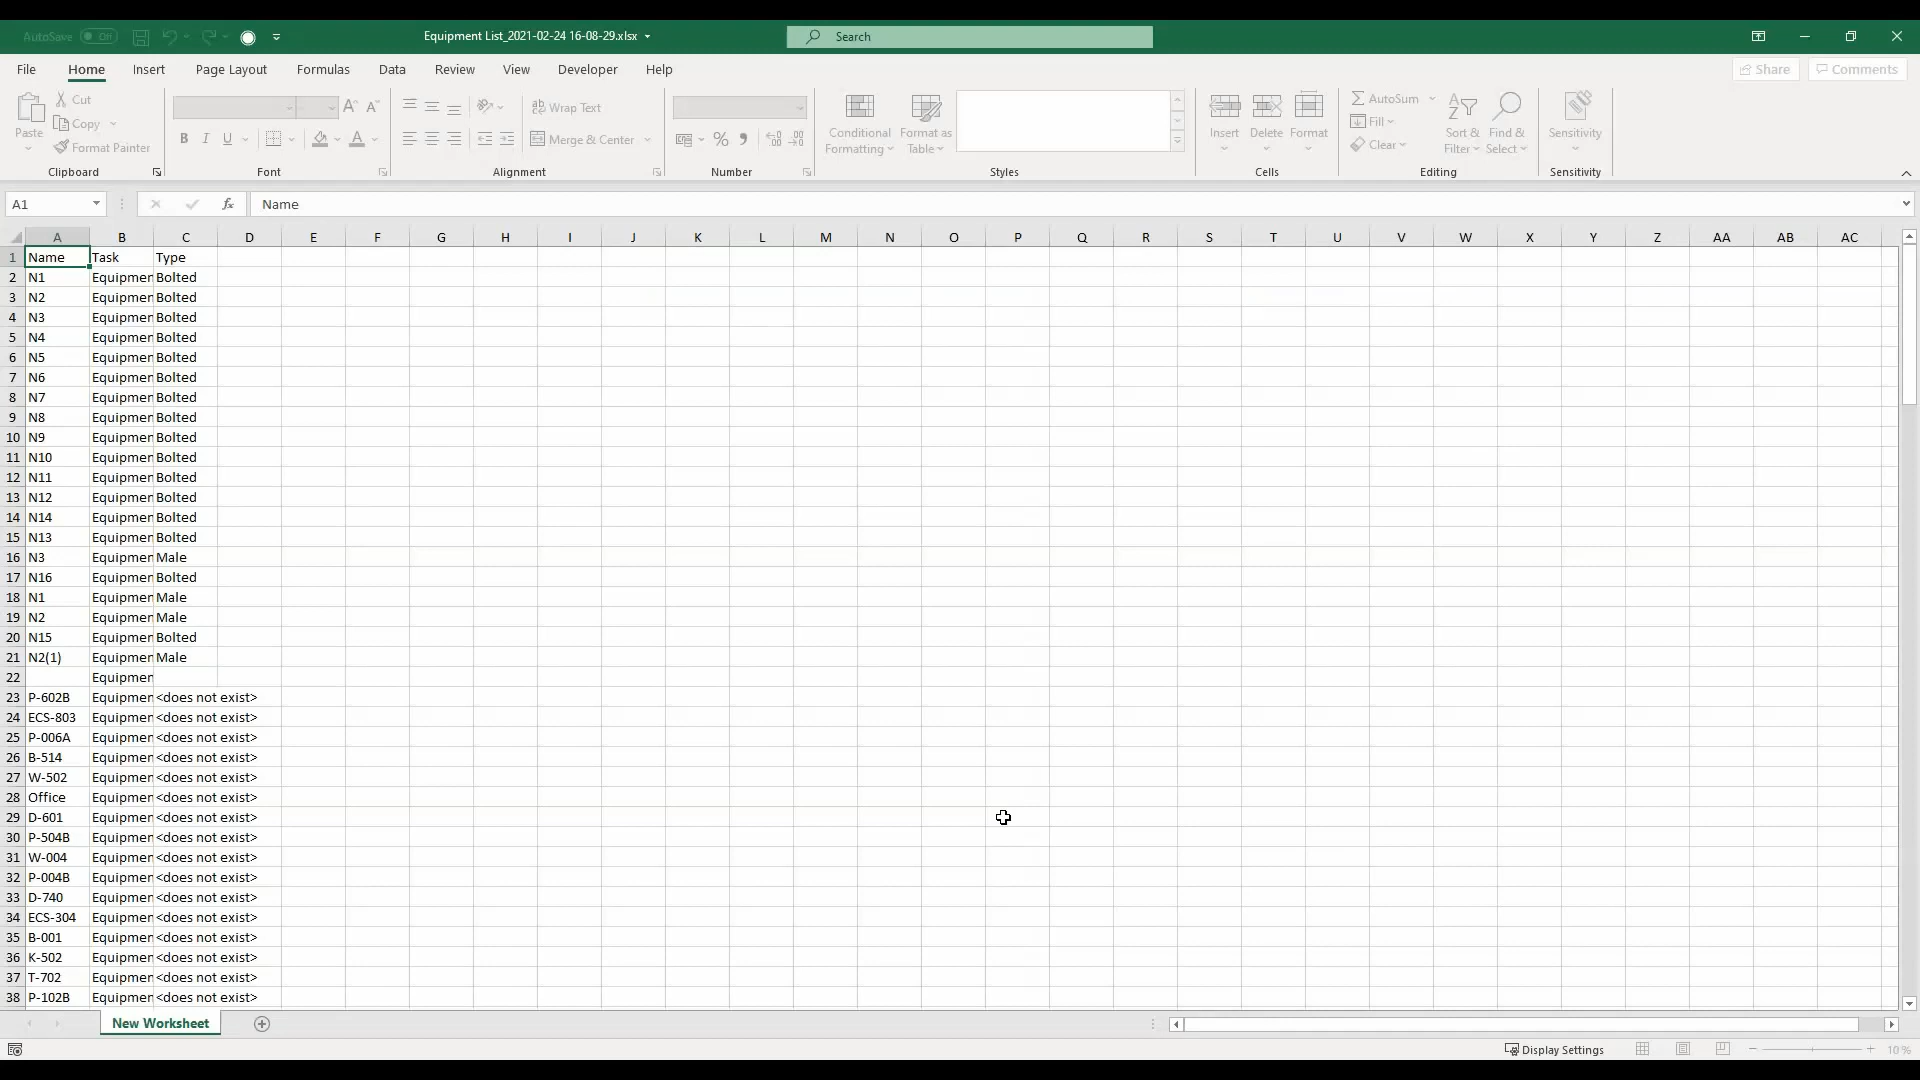 AutoSave Off Equipment List_2021-02-24 16-08-29.xlsx Search
File Home Insert Page Layout Formulas Data Review View Developer Help Share Comments
Paste Cut Copy Format Painter
B I U
Wrap Text Merge & Center
% ,
Conditional Formatting Format as Table
Insert Delete Format
AutoSum Fill Clear Sort & Filter Find & Select
Sensitivity
Clipboard Font Alignment Number Styles Cells Editing Sensitivity
A1 fx Name
A B C D E F G H I J K L M N O P Q R S T U V W X Y Z AA AB AC
1 Name Task Type
2 N1 Equipmen Bolted
3 N2 Equipmen Bolted
4 N3 Equipmen Bolted
5 N4 Equipmen Bolted
6 N5 Equipmen Bolted
7 N6 Equipmen Bolted
8 N7 Equipmen Bolted
9 N8 Equipmen Bolted
10 N9 Equipmen Bolted
11 N10 Equipmen Bolted
12 N11 Equipmen Bolted
13 N12 Equipmen Bolted
14 N14 Equipmen Bolted
15 N13 Equipmen Bolted
16 N3 Equipmen Male
17 N16 Equipmen Bolted
18 N1 Equipmen Male
19 N2 Equipmen Male
20 N15 Equipmen Bolted
21 N2(1) Equipmen Male
22 Equipmen
23 P-602B Equipmen <does not exist>
24 ECS-803 Equipmen <does not exist>
25 P-006A Equipmen <does not exist>
26 B-514 Equipmen <does not exist>
27 W-502 Equipmen <does not exist>
28 Office Equipmen <does not exist>
29 D-601 Equipmen <does not exist>
30 P-504B Equipmen <does not exist>
31 W-004 Equipmen <does not exist>
32 P-004B Equipmen <does not exist>
33 D-740 Equipmen <does not exist>
34 ECS-304 Equipmen <does not exist>
35 B-001 Equipmen <does not exist>
36 K-502 Equipmen <does not exist>
37 T-702 Equipmen <does not exist>
38 P-102B Equipmen <does not exist>
New Worksheet
Display Settings 10%